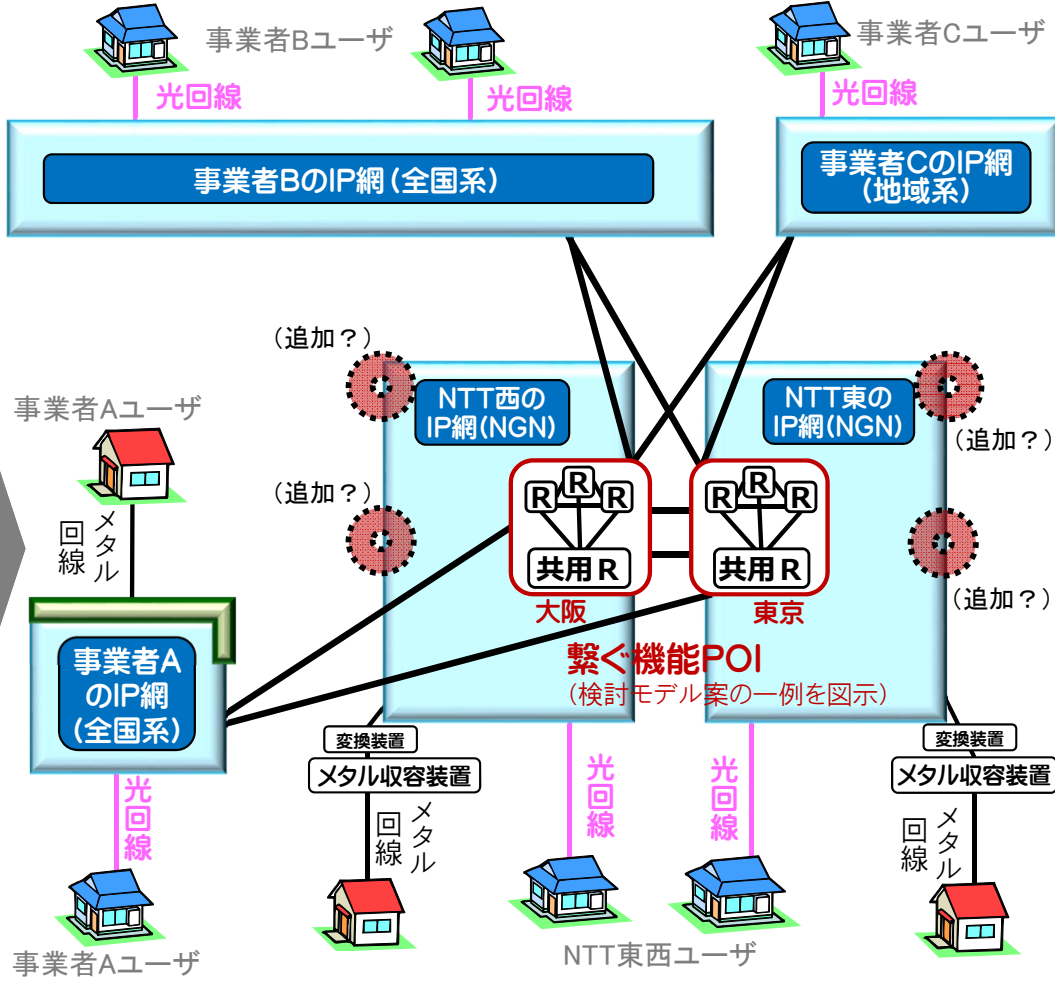 事業者Bユーザ
事業者Cユーザ
光回線
光回線
光回線
事業者BのIP網(全国系)
事業者CのIP網
(地域系)
(追加？)
NTT西の
IP網(NGN)
NTT東の
IP網(NGN)
(追加？)
事業者Aユーザ
メタル
回線
(追加？)
R
R
R
共用R
大阪
R
R
R
共用R
東京
(追加？)
事業者A
のIP網
(全国系)
繋ぐ機能POI
(検討モデル案の一例を図示)
変換装置
メタル収容装置
変換装置
メタル収容装置
光回線
メタル
回線
光回線
光回線
メタル
回線
事業者Aユーザ
NTT東西ユーザ